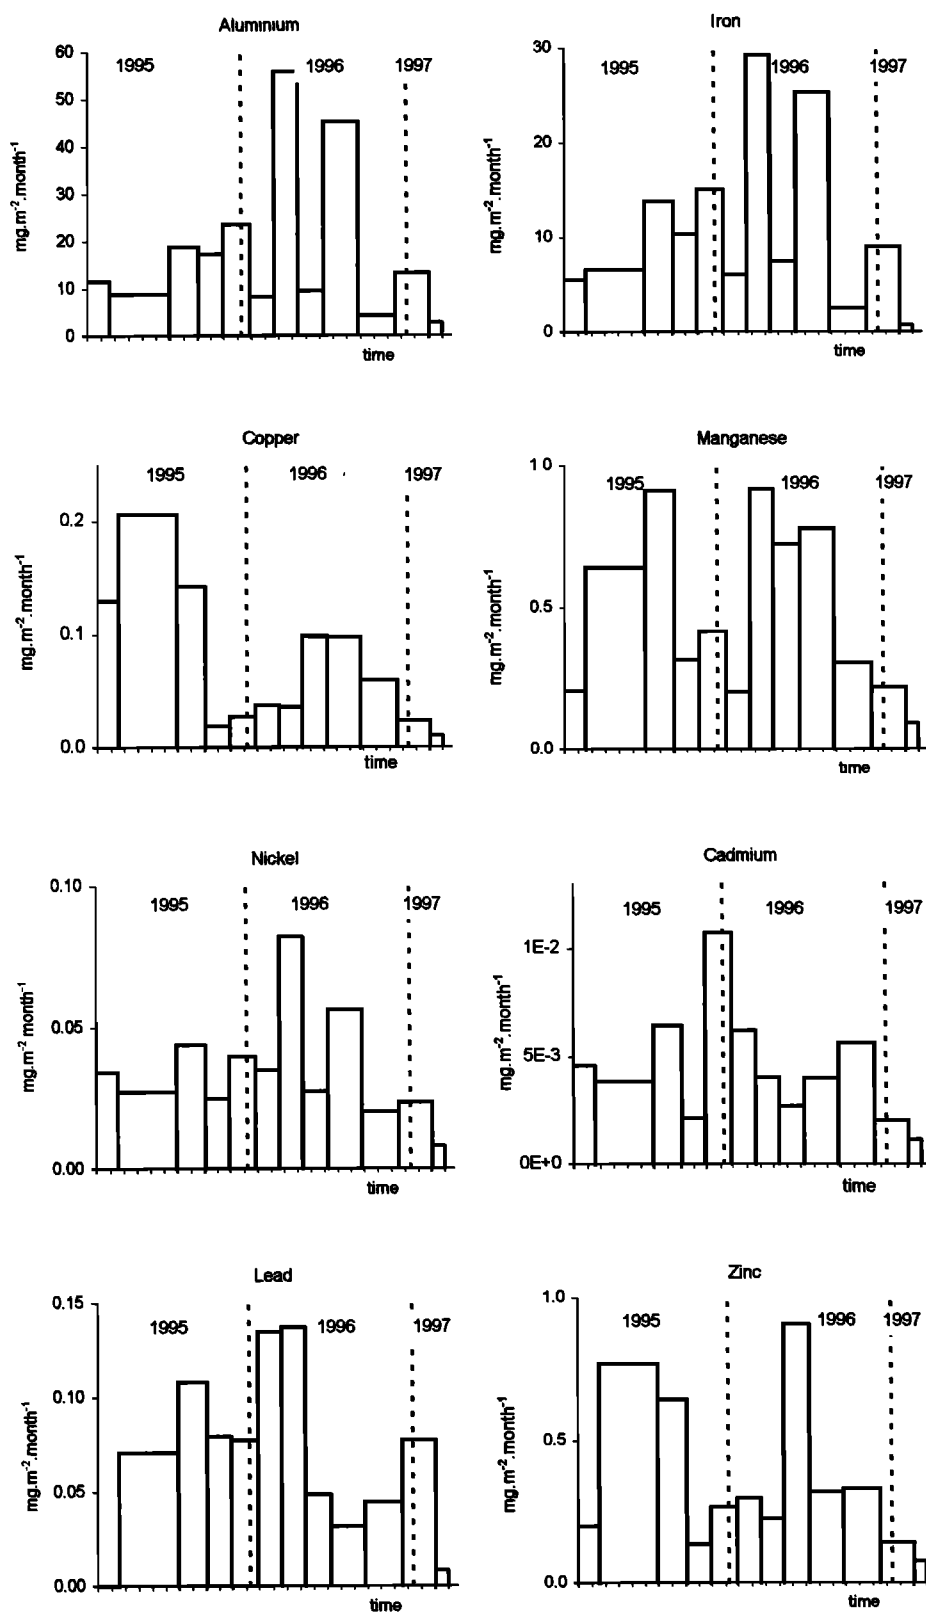 Aluminium
60
50
40
30
20
10
0
mg.m-2.month-1
1995
1996
1997
time
Iron
30
20
10
0
mg.m-2.month-1
1995
1996
1997
time
Copper
0.2
0.1
0.0
mg.m-2.month-1
1995
1996
1997
time
Manganese
1.0
0.5
0.0
mg.m-2.month-1
1995
1996
1997
time
Nickel
0.10
0.05
0.00
mg.m-2 month-1
1995
1996
1997
time
Cadmium
1E-2
5E-3
0E+0
mg.m-2.month-1
1995
1996
1997
time
Lead
0.15
0.10
0.05
0.00
mg.m-2.month-1
1995
1996
1997
time
Zinc
1.0
0.5
0.0
mg.m-2.month-1
1995
1996
1997
time